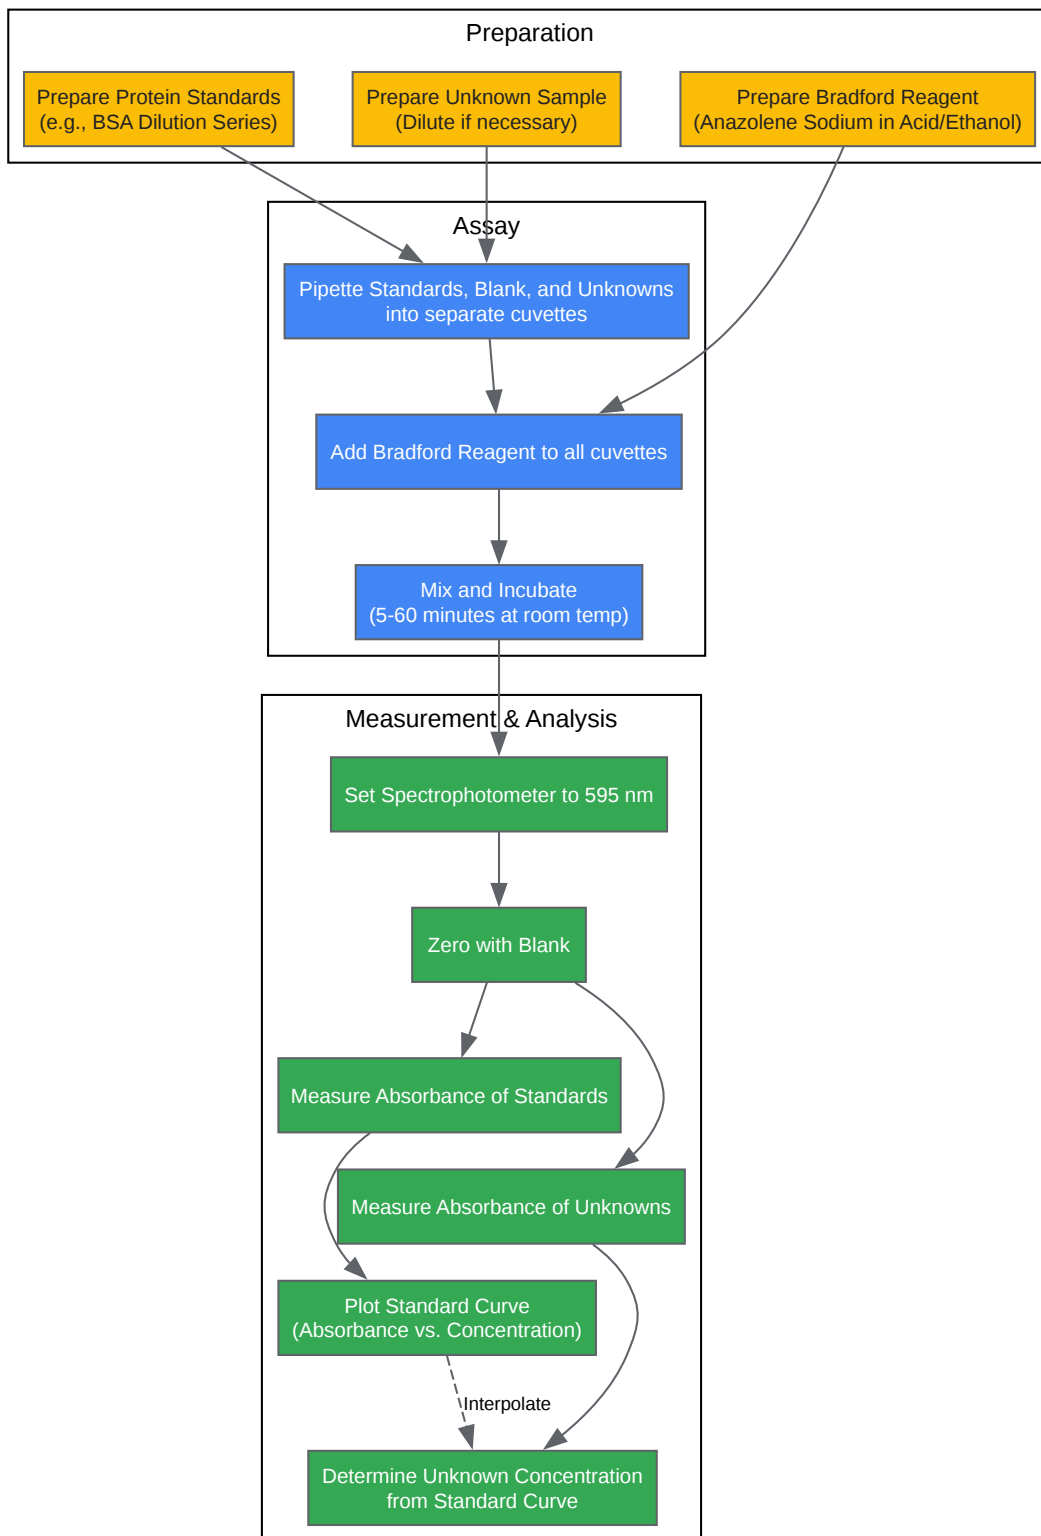 Preparation
Prepare Protein Standards
(e.g., BSA Dilution Series)
Prepare Unknown Sample
(Dilute if necessary)
Prepare Bradford Reagent
(Anazolene Sodium in Acid/Ethanol)
Assay
Pipette Standards, Blank, and Unknowns
into separate cuvettes
Add Bradford Reagent to all cuvettes
Mix and Incubate
(5-60 minutes at room temp)
Measurement & Analysis
Set Spectrophotometer to 595 nm
Zero with Blank
Measure Absorbance of Standards
Measure Absorbance of Unknowns
Plot Standard Curve
(Absorbance vs. Concentration)
Interpolate
Determine Unknown Concentration
from Standard Curve